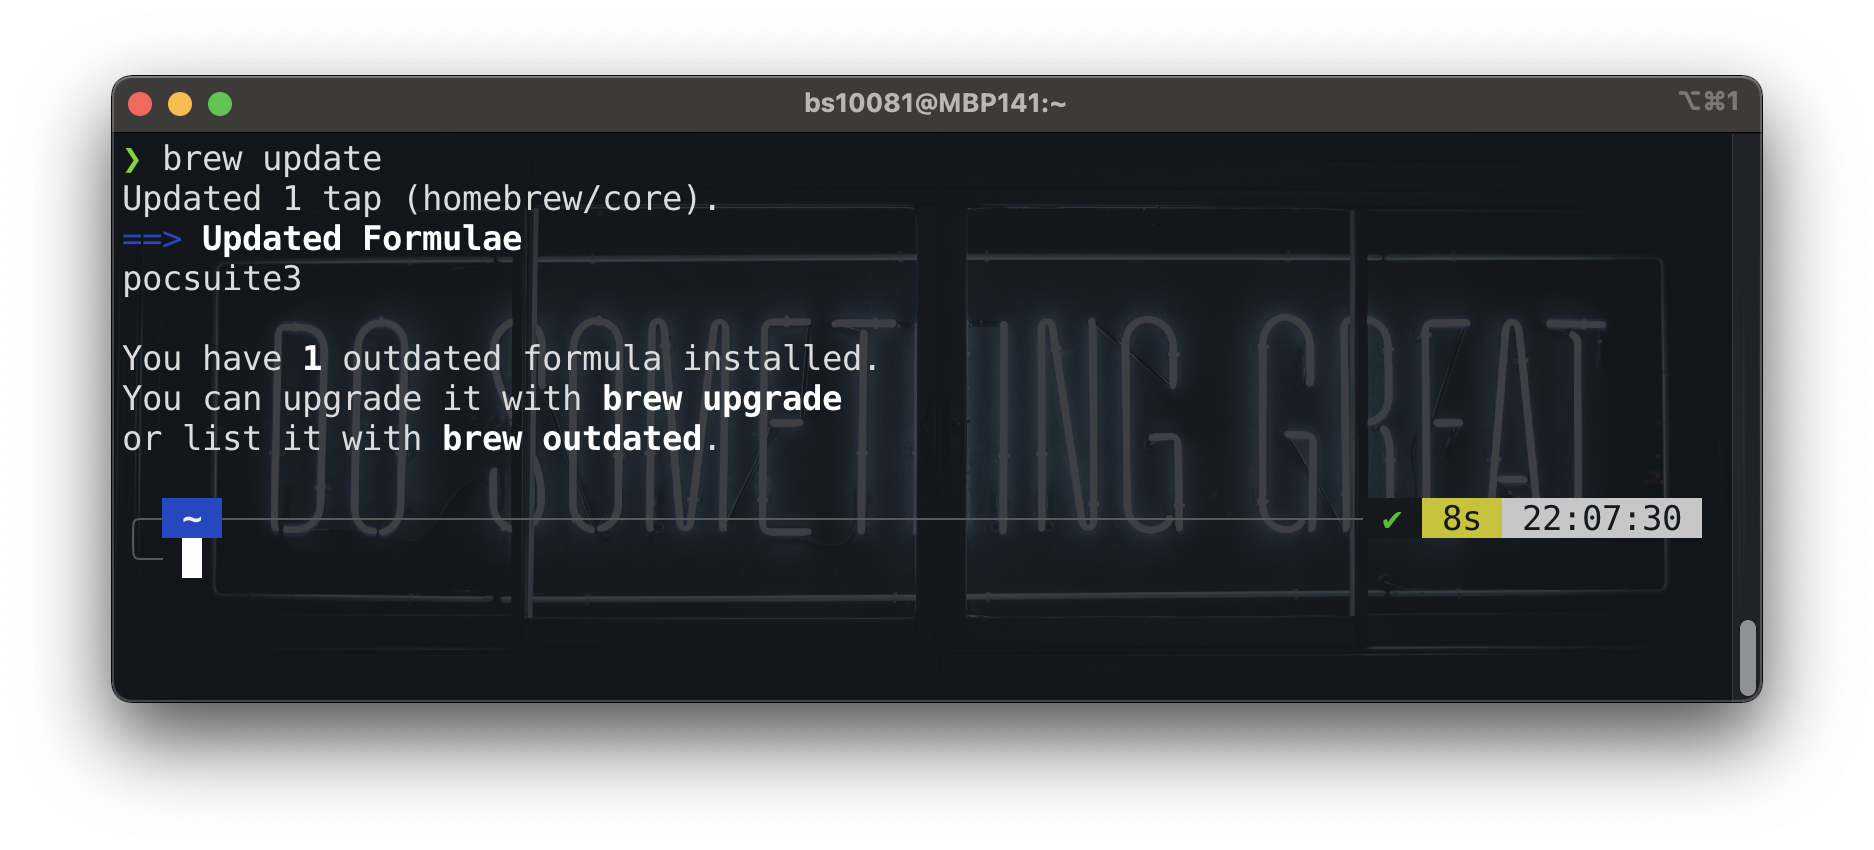 bs10081@MBP141:~
⌥⌘1
❯ brew update
Updated 1 tap (homebrew/core).
==> Updated Formulae
pocsuite3
You have 1 outdated formula installed.
You can upgrade it with brew upgrade
or list it with brew outdated.
~ ✔ 8s 22:07:30
DO SOMETHING GREAT